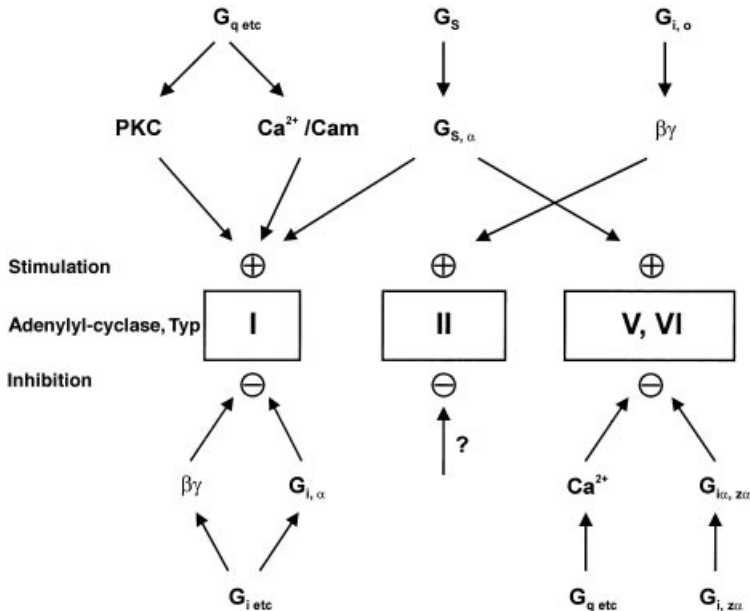 G q etc G S G i, o
PKC Ca2+ /Cam G S, α βγ
Stimulation ⊕ ⊕ ⊕
Adenylyl-cyclase, Typ I II V, VI
Inhibition ⊖ ⊖ ⊖
?
βγ G i, α Ca2+ G iα, zα
G i etc G q etc G i, zα